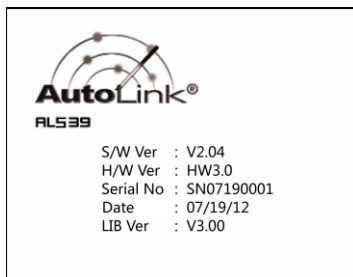 AutoLink®
AL539
S/W Ver : V2.04
H/W Ver : HW3.0
Serial No : SN07190001
Date : 07/19/12
LIB Ver : V3.00